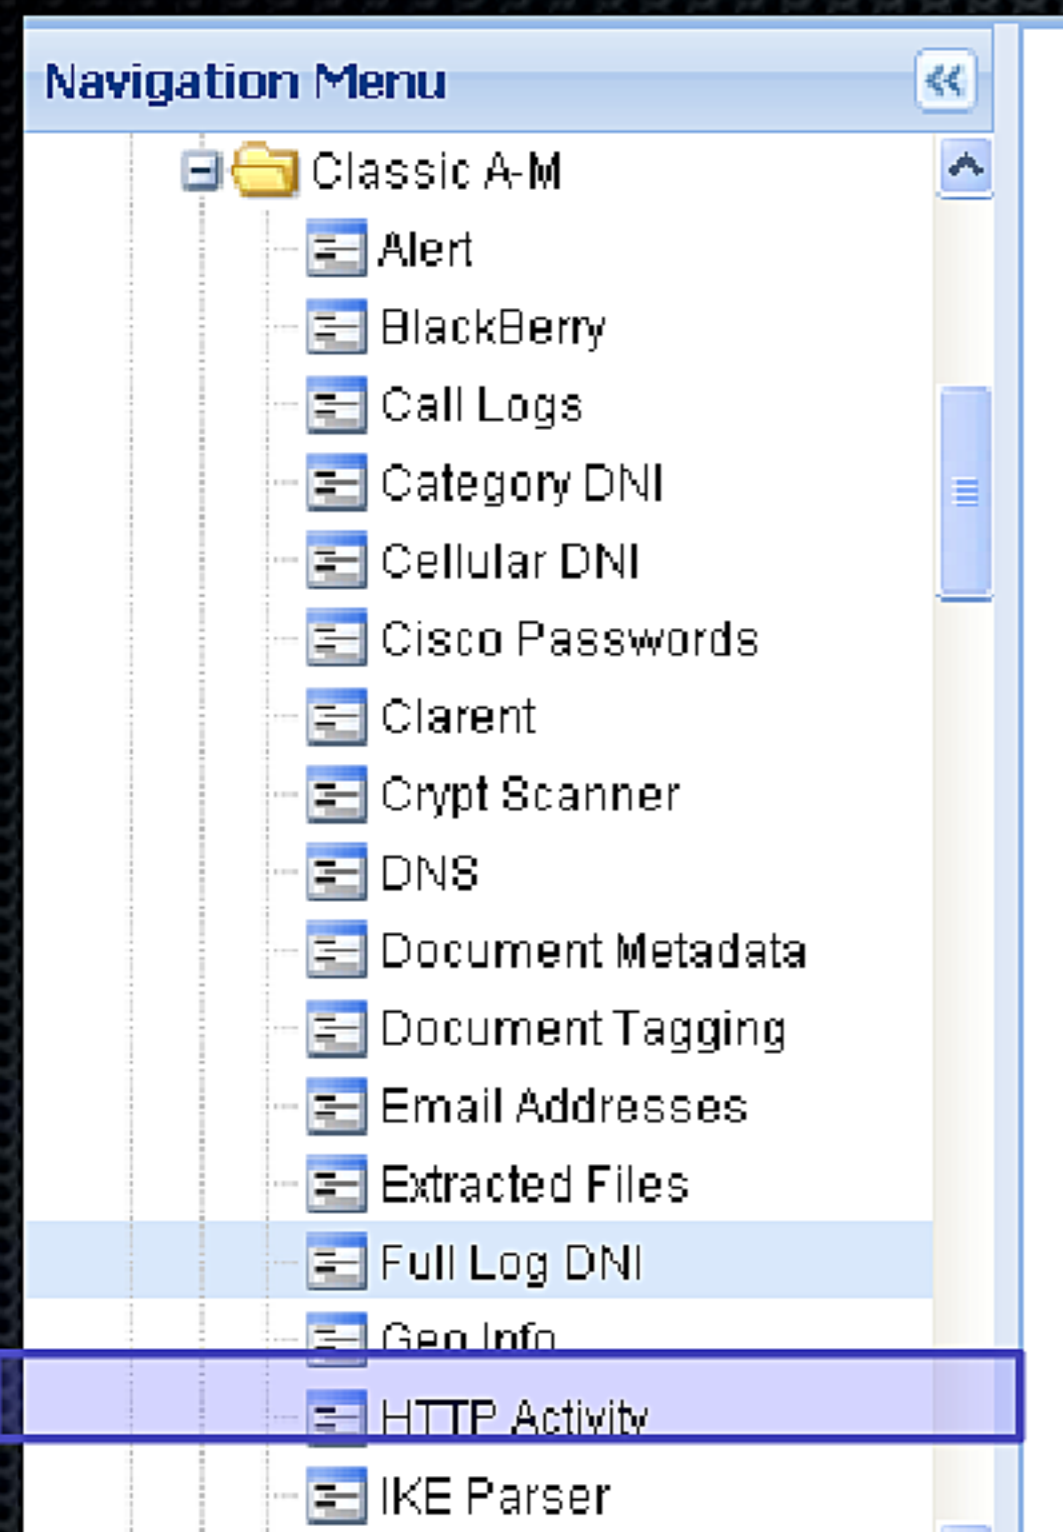 Navigation Menu
Classic A-M
Alert
BlackBerry
Call Logs
Category DNI
Cellular DNI
Cisco Passwords
Clarent
Crypt Scanner
DNS
Document Metadata
Document Tagging
Email Addresses
Extracted Files
Full Log DNI
Geo Info
HTTP Activity
IKE Parser